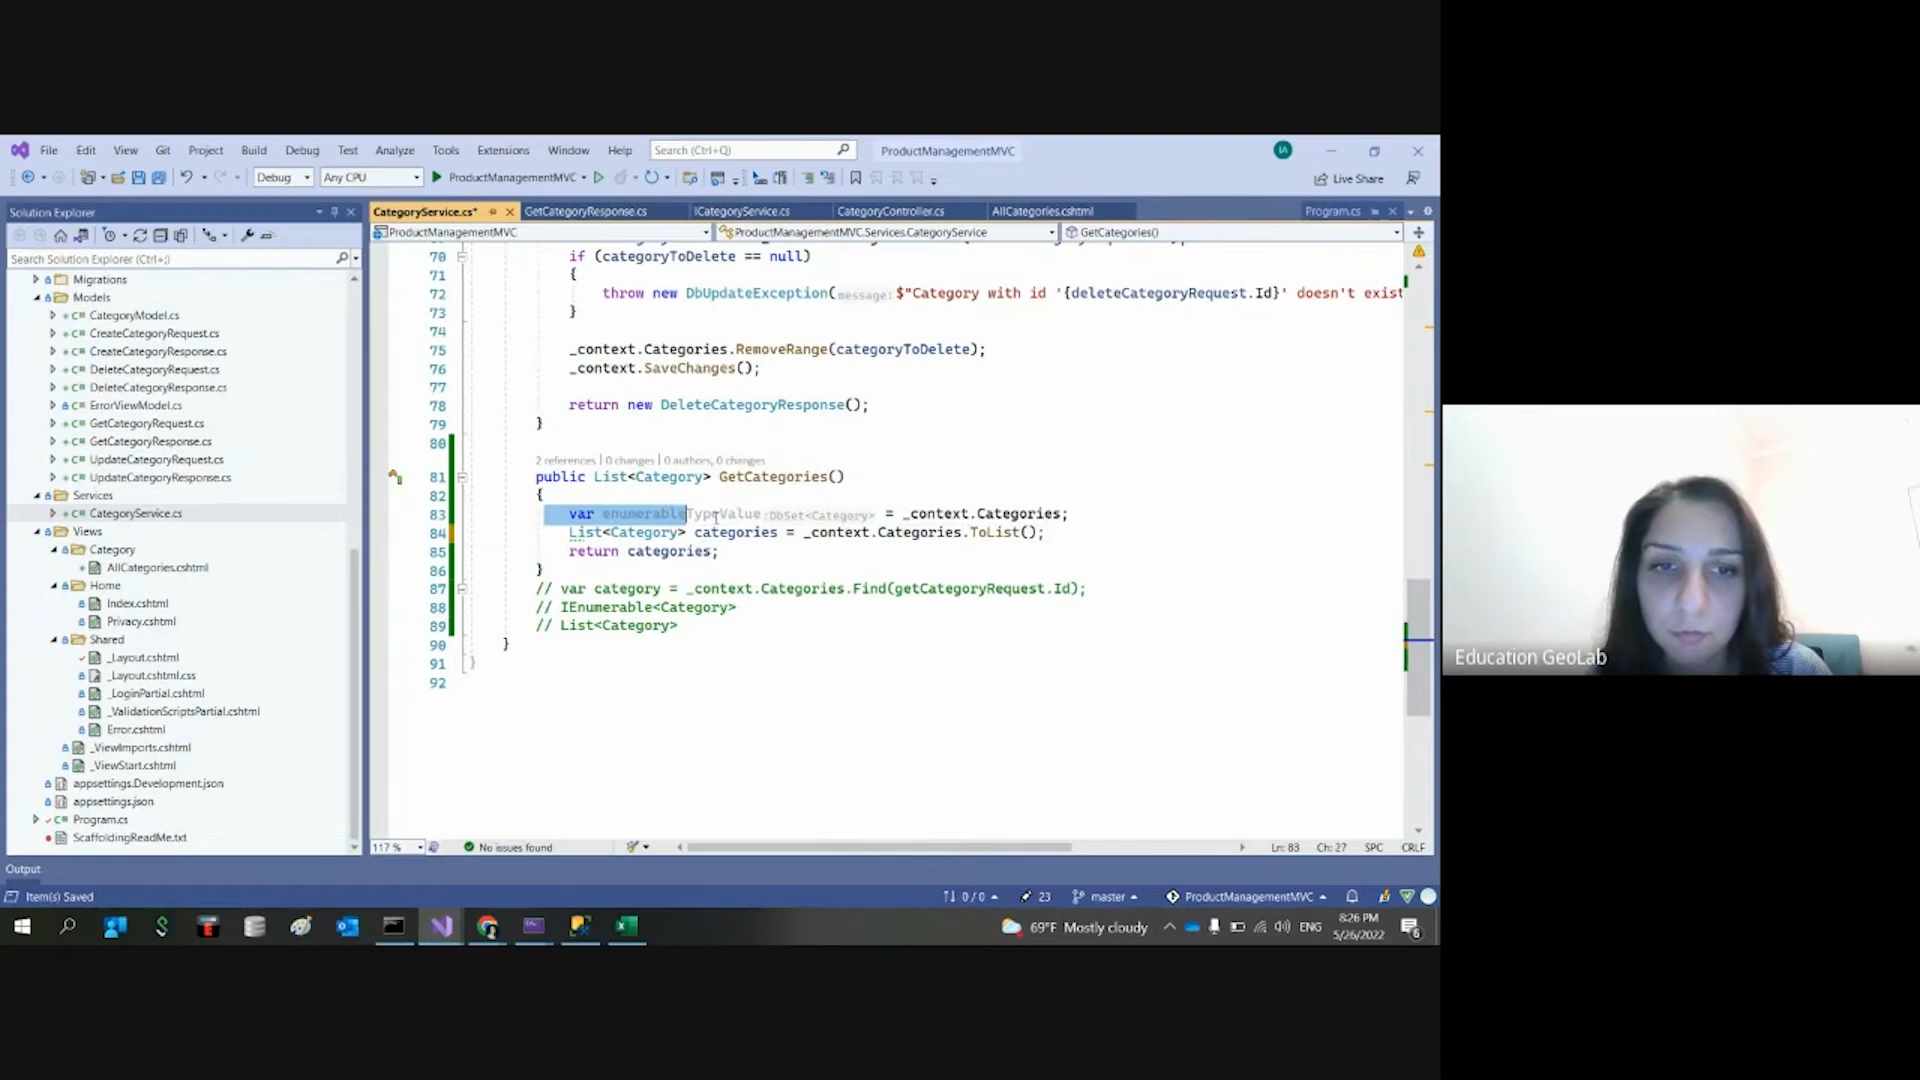 File Edit View Git Project Build Debug Test Analyze Tools Extensions Window Help Search (Ctrl+Q) ProductManagementMVC IA
Debug Any CPU ProductManagementMVC Live Share
Solution Explorer
CategoryService.cs* GetCategoryResponse.cs ICategoryService.cs CategoryController.cs AllCategories.cshtml Program.cs
ProductManagementMVC ProductManagementMVC.Services.CategoryService GetCategories()
Search Solution Explorer (Ctrl+;)
Migrations
Models
C# CategoryModel.cs
C# CreateCategoryRequest.cs
C# CreateCategoryResponse.cs
C# DeleteCategoryRequest.cs
C# DeleteCategoryResponse.cs
C# ErrorViewModel.cs
C# GetCategoryRequest.cs
C# GetCategoryResponse.cs
C# UpdateCategoryRequest.cs
C# UpdateCategoryResponse.cs
Services
C# CategoryService.cs
Views
Category
AllCategories.cshtml
Home
Index.cshtml
Privacy.cshtml
Shared
_Layout.cshtml
_Layout.cshtml.css
_LoginPartial.cshtml
_ValidationScriptsPartial.cshtml
Error.cshtml
_ViewImports.cshtml
_ViewStart.cshtml
appsettings.Development.json
appsettings.json
C# Program.cs
ScaffoldingReadMe.txt
70 if (categoryToDelete == null)
71 {
72 throw new DbUpdateException(message: $"Category with id '{deleteCategoryRequest.Id}' doesn't exist
73 }
74
75 _context.Categories.RemoveRange(categoryToDelete);
76 _context.SaveChanges();
77
78 return new DeleteCategoryResponse();
79 }
80
2 references | 0 changes | 0 authors, 0 changes
81 public List<Category> GetCategories()
82 {
83 var enumerableTypeValue :DbSet<Category> = _context.Categories;
84 List<Category> categories = _context.Categories.ToList();
85 return categories;
86 }
87 // var category = _context.Categories.Find(getCategoryRequest.Id);
88 // IEnumerable<Category>
89 // List<Category>
90 }
91 }
92
117 % No issues found Ln: 83 Ch: 27 SPC CRLF
Output
Item(s) Saved 0 / 0 23 master ProductManagementMVC
69°F Mostly cloudy ENG 8:26 PM
5/26/2022 6
Education GeoLab